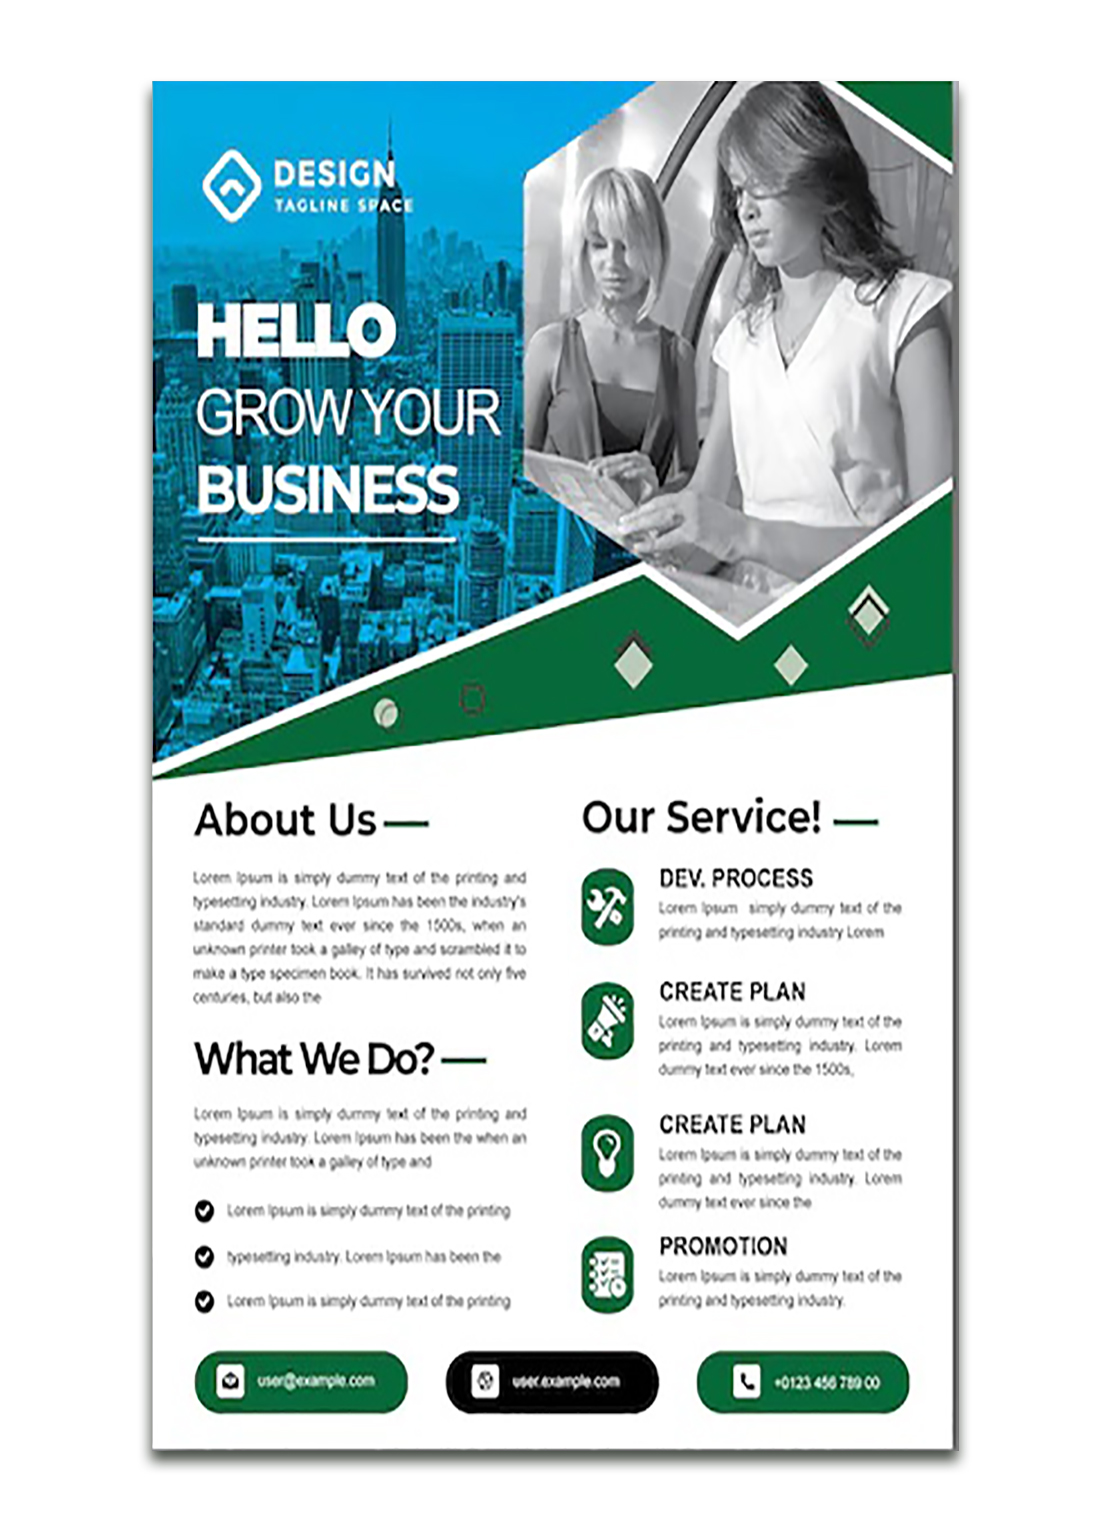 DESIGN
TAGLINE SPACE
HELLO
GROW YOUR
BUSINESS
About Us
Lorem Ipsum is simply dummy text of the printing and
typesetting industry. Lorem Ipsum has been the industry's
standard dummy text ever since the 1500s, when an
unknown printer took a galley of type and scrambled it to
make a type specimen book. It has survived not only five
centuries, but also the
What We Do?
Lorem Ipsum is simply dummy text of the printing and
typesetting industry. Lorem Ipsum has been the when an
unknown printer took a galley of type and
Lorem Ipsum is simply dummy text of the printing
typesetting industry. Lorem Ipsum has been the
Lorem Ipsum is simply dummy text of the printing
Our Service!
DEV. PROCESS
Lorem Ipsum simply dummy text of the
printing and typesetting industry Lorem
CREATE PLAN
Lorem Ipsum is simply dummy text of the
printing and typesetting industry. Lorem
dummy text ever since the 1500s,
CREATE PLAN
Lorem Ipsum is simply dummy text of the
printing and typesetting industry. Lorem
dummy text ever since the
PROMOTION
Lorem Ipsum is simply dummy text of the
printing and typesetting industry.
user@example.com
user.example.com
+0123 456 789 00